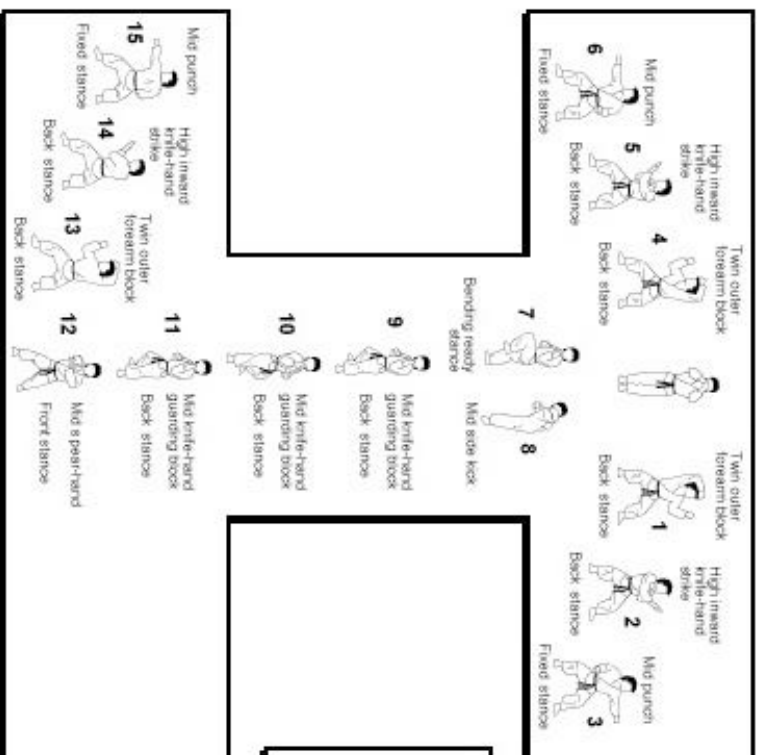 6
Mid punch
Fixed stance
5
High inward
knife-hand
strike
Back stance
4
Twin outer
forearm block
Back stance
Twin outer
forearm block
1
Back stance
High inward
knife-hand
strike
2
Back stance
Mid punch
3
Fixed stance
7
Bending ready
stance
8
Mid side kick
9
Mid knife-hand
guarding block
Back stance
10
Mid knife-hand
guarding block
Back stance
11
Mid knife-hand
guarding block
Back stance
12
Mid spear-hand
Front stance
13
Twin outer
forearm block
Back stance
14
High inward
knife-hand
strike
Back stance
15
Mid punch
Fixed stance